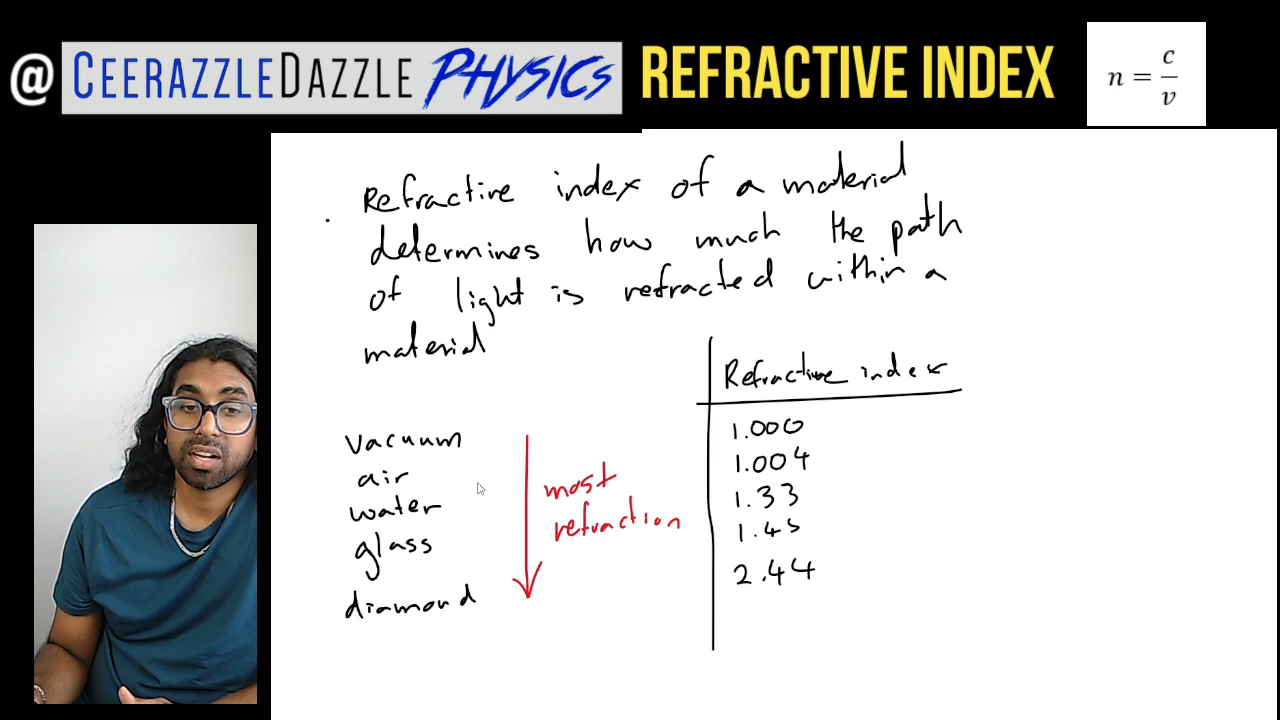 @ CEERAZZLEDAZZLE PHYSICS REFRACTIVE INDEX n = c/v
Refractive index of a material
determines how much the path
of light is refracted within a
material
Refractive index
vacuum 1.000
air 1.004
most
water 1.33
refraction
glass 1.45
diamond 2.44